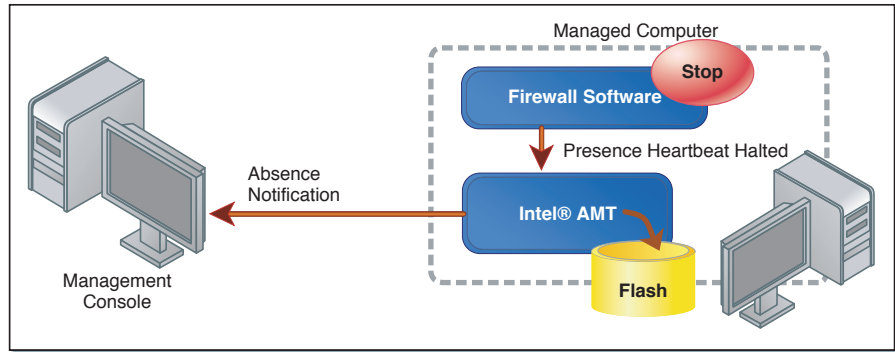 Managed Computer
Stop
Firewall Software
Presence Heartbeat Halted
Absence
Notification
Intel® AMT
Flash
Management
Console